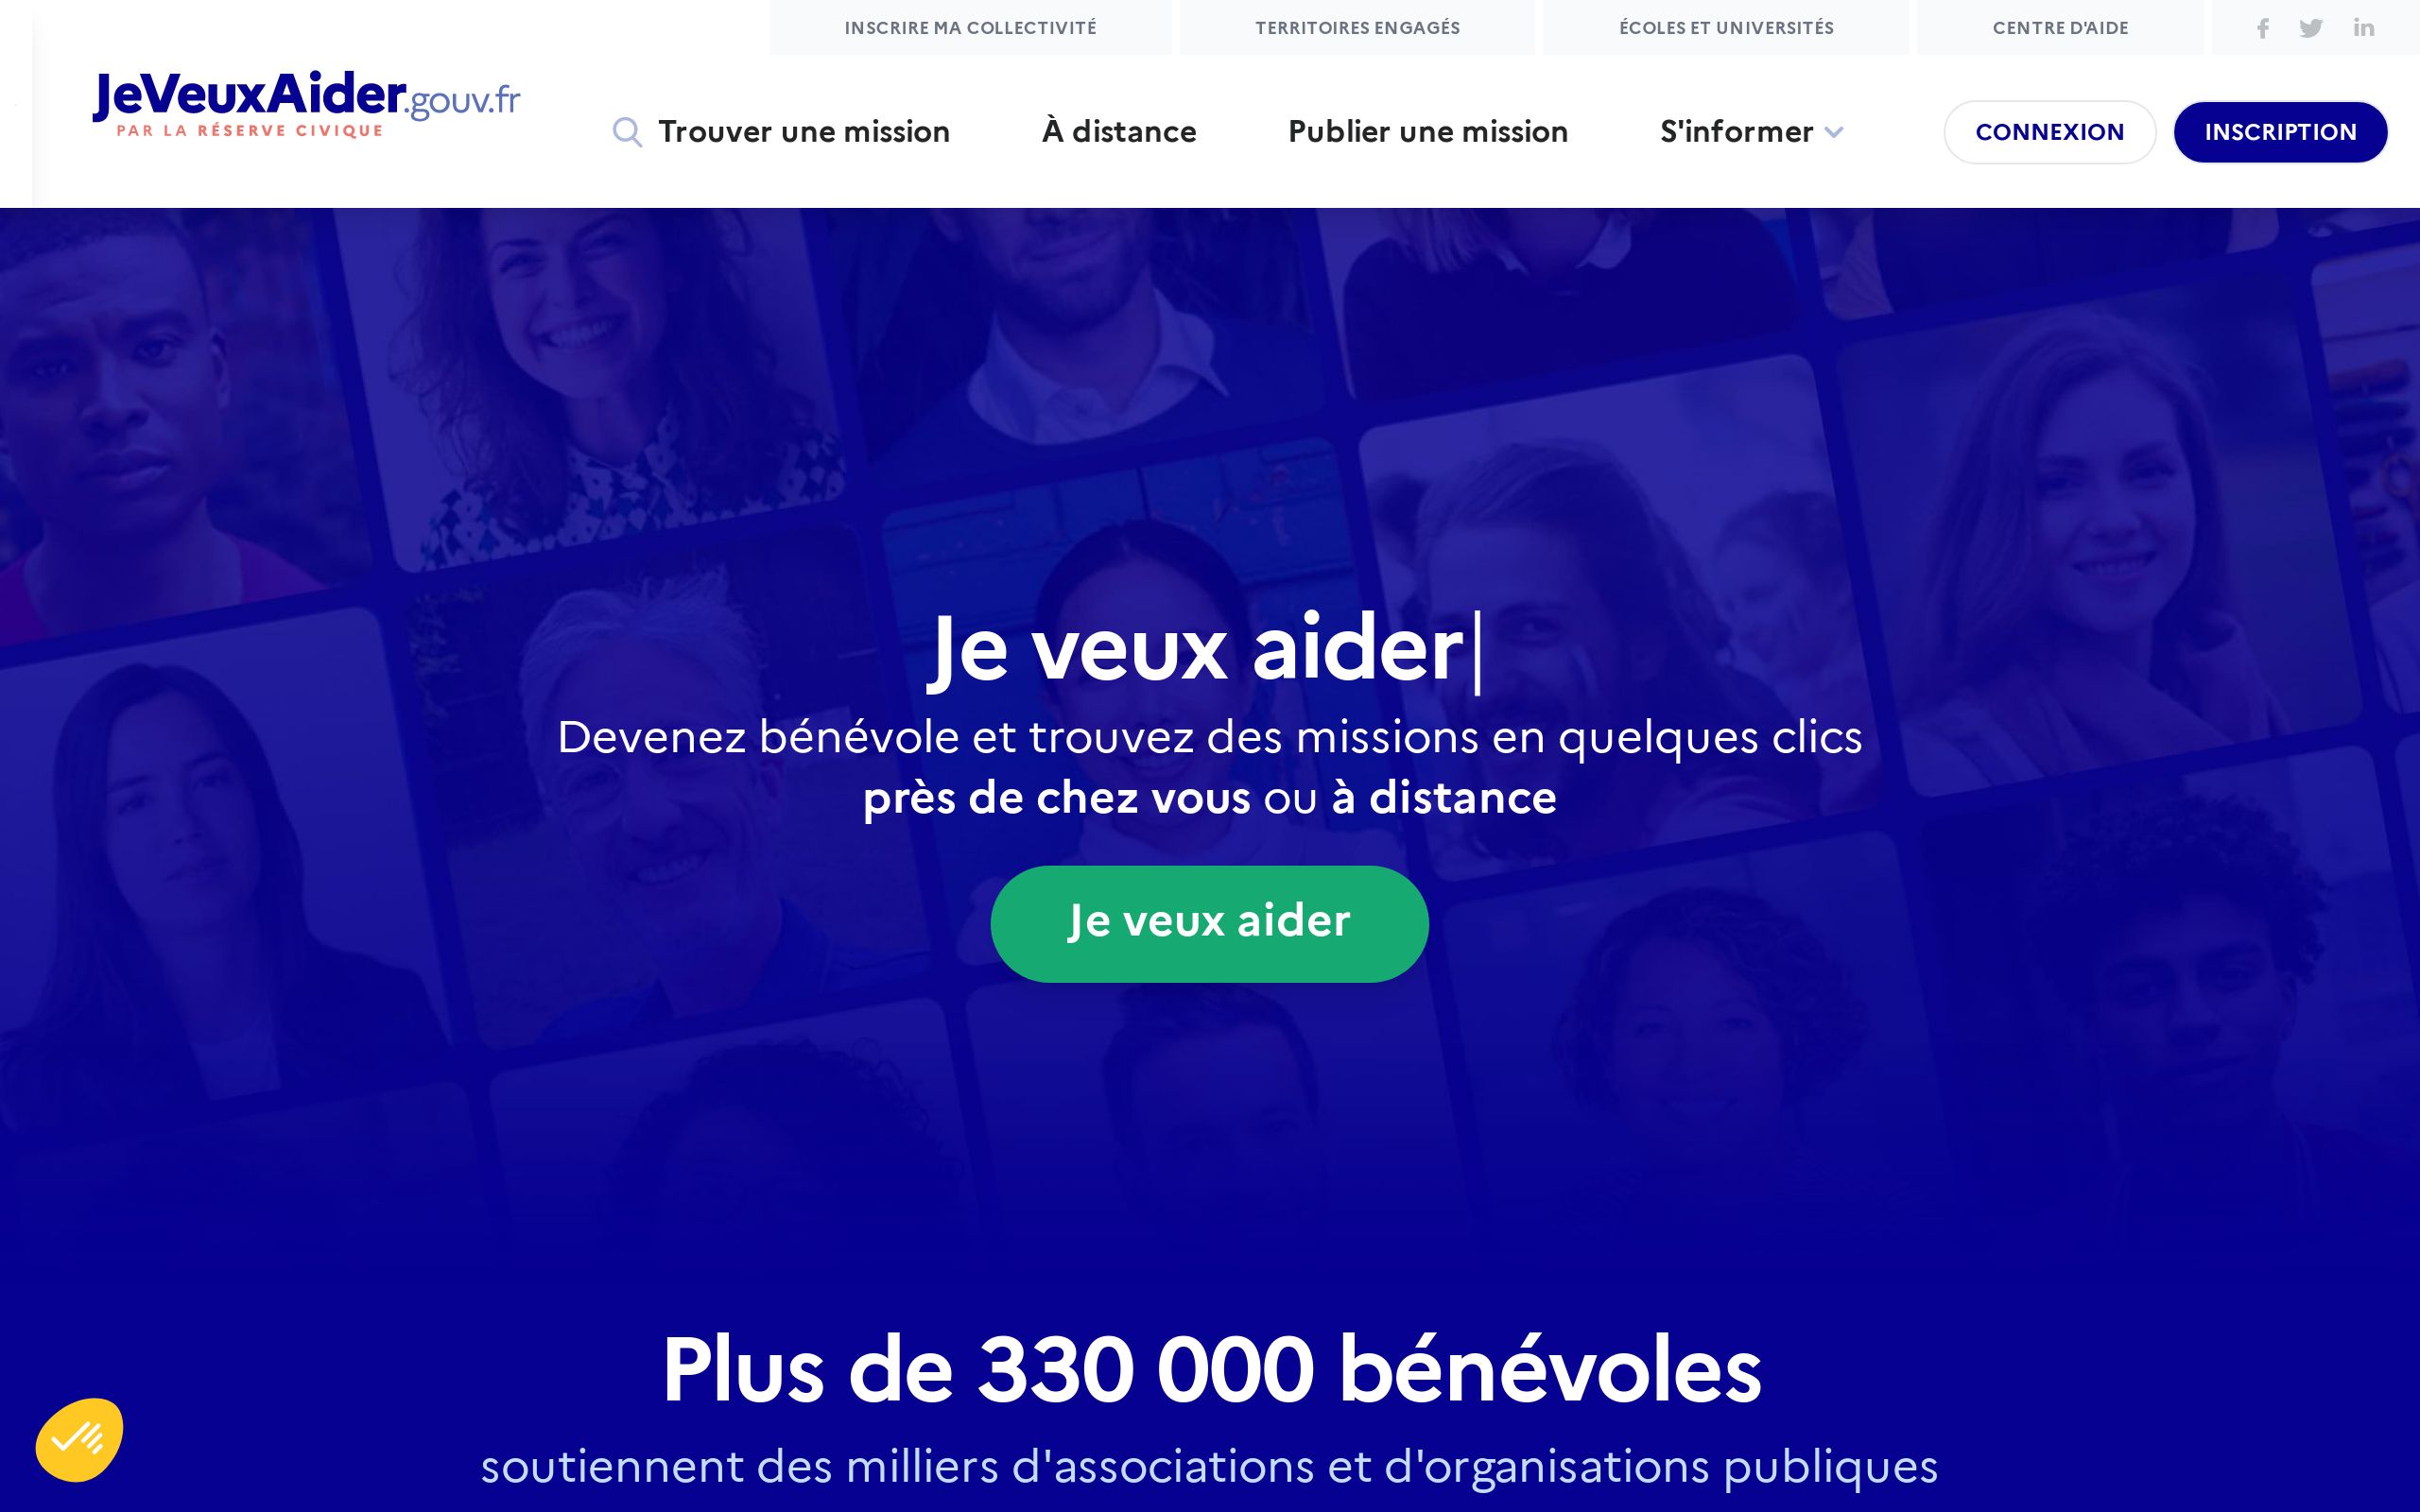 INSCRIRE MA COLLECTIVITÉ
TERRITOIRES ENGAGÉS
ÉCOLES ET UNIVERSITÉS
CENTRE D'AIDE
JeVeuxAider.gouv.fr
PAR LA RÉSERVE CIVIQUE
Trouver une mission
À distance
Publier une mission
S'informer
CONNEXION
INSCRIPTION
Je veux aider
Devenez bénévole et trouvez des missions en quelques clics
près de chez vous ou à distance
Je veux aider
Plus de 330 000 bénévoles
soutiennent des milliers d'associations et d'organisations publiques